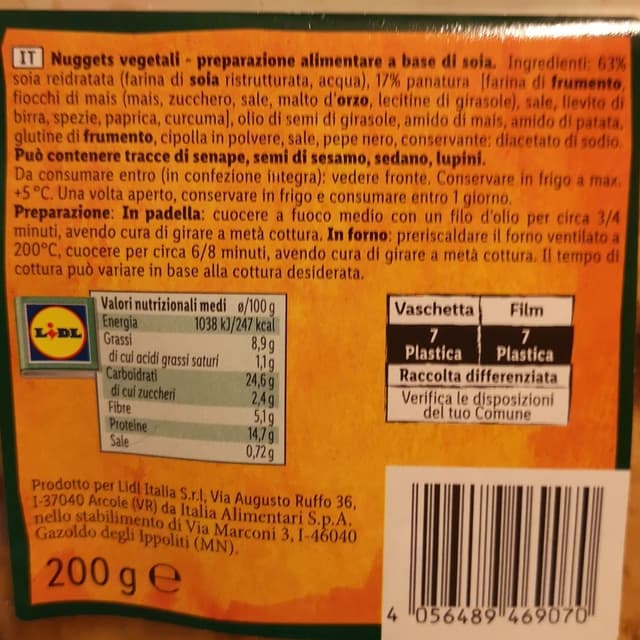 IT Nuggets vegetali - preparazione alimentare a base di soia. Ingredienti: 63%
soia reidratata (farina di soia ristrutturata, acqua), 17% panatura [farina di frumento,
fiocchi di mais (mais, zucchero, sale, malto d'orzo, lecitine di girasole), sale, lievito di
birra, spezie, paprica, curcuma], olio di semi di girasole, amido di mais, amido di patata,
glutine di frumento, cipolla in polvere, sale, pepe nero, conservante: diacetato di sodio.
Può contenere tracce di senape, semi di sesamo, sedano, lupini.
Da consumare entro (in confezione integra): vedere fronte. Conservare in frigo a max.
+5°C. Una volta aperto, conservare in frigo e consumare entro 1 giorno.
Preparazione: In padella: cuocere a fuoco medio con un filo d'olio per circa 3/4
minuti, avendo cura di girare a metà cottura. In forno: preriscaldare il forno ventilato a
200°C, cuocere per circa 6/8 minuti, avendo cura di girare a metà cottura. Il tempo di
cottura può variare in base alla cottura desiderata.
LIDL
Valori nutrizionali medi ø/100 g
Energia 1038 kJ/247 kcal
Grassi 8,9 g
di cui acidi grassi saturi 1,1 g
Carboidrati 24,6 g
di cui zuccheri 2,4 g
Fibre 5,1 g
Proteine 14,7 g
Sale 0,72 g
Vaschetta Film
7 7
Plastica Plastica
Raccolta differenziata
Verifica le disposizioni
del tuo Comune
Prodotto per Lidl Italia S.r.l, Via Augusto Ruffo 36,
I-37040 Arcole (VR) da Italia Alimentari S.p.A.
nello stabilimento di Via Marconi 3, I-46040
Gazoldo degli Ippoliti (MN).
200 g e
4 056489 469070